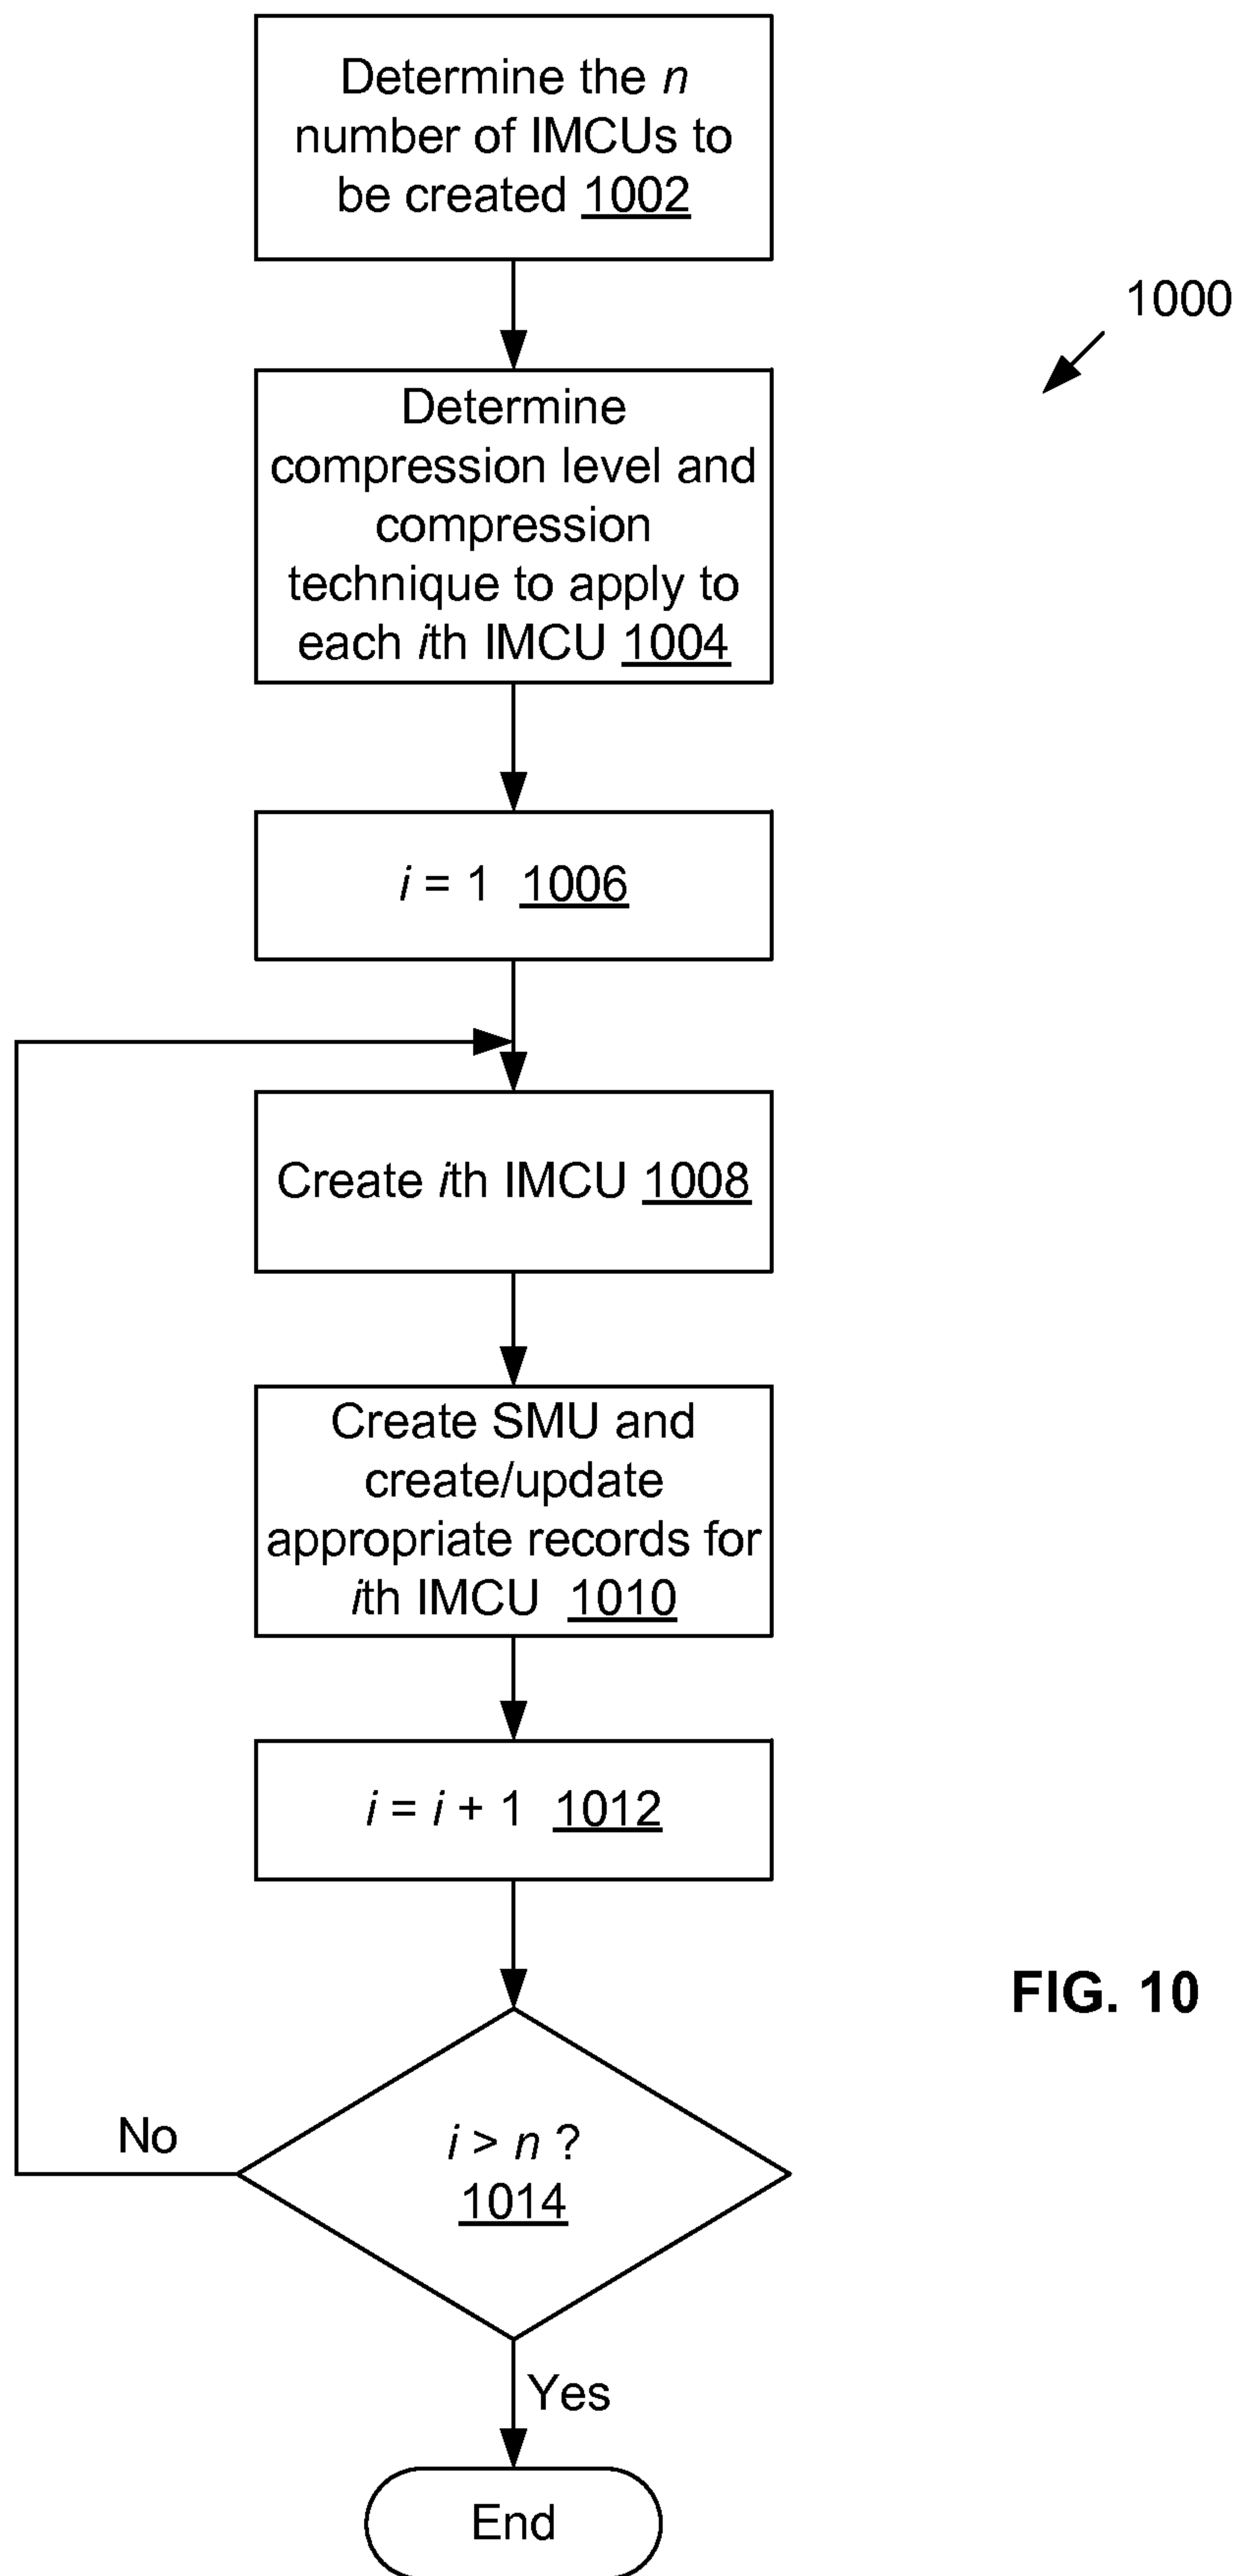 Determine the n
number of IMCUs to
be created 1002
1000
Determine
compression level and
compression
technique to apply to
each ith IMCU 1004
i = 1 1006
Create ith IMCU 1008
Create SMU and
create/update
appropriate records for
ith IMCU 1010
i = i + 1 1012
FIG. 10
No
i > n ?
1014
Yes
End